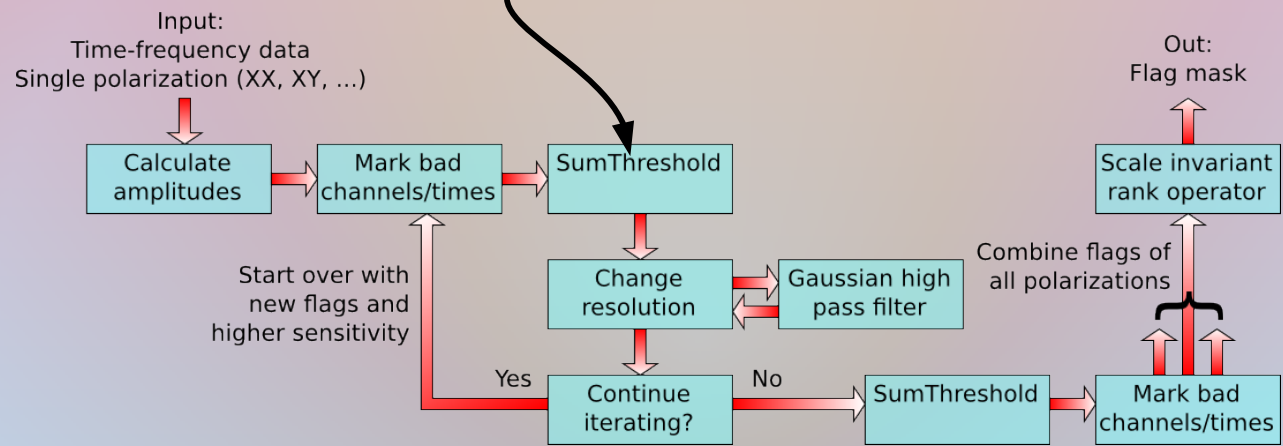 Input:
Time-frequency data
Single polarization (XX, XY, ...)
Calculate
amplitudes
Mark bad
channels/times
SumThreshold
Change
resolution
Gaussian high
pass filter
Start over with
new flags and
higher sensitivity
Yes
Continue
iterating?
No
SumThreshold
Mark bad
channels/times
Combine flags of
all polarizations
Scale invariant
rank operator
Out:
Flag mask